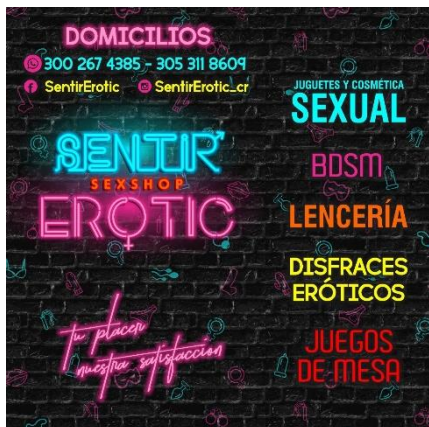 DOMICILIOS
300 267 4385 - 305 311 8609
SentirErotic SentirErotic_cr
SENTIR
SEXSHOP
EROTIC
tu placer
nuestra satisfacción
JUGUETES Y COSMÉTICA
SEXUAL
BDSM
LENCERÍA
DISFRACES
ERÓTICOS
JUEGOS
DE MESA